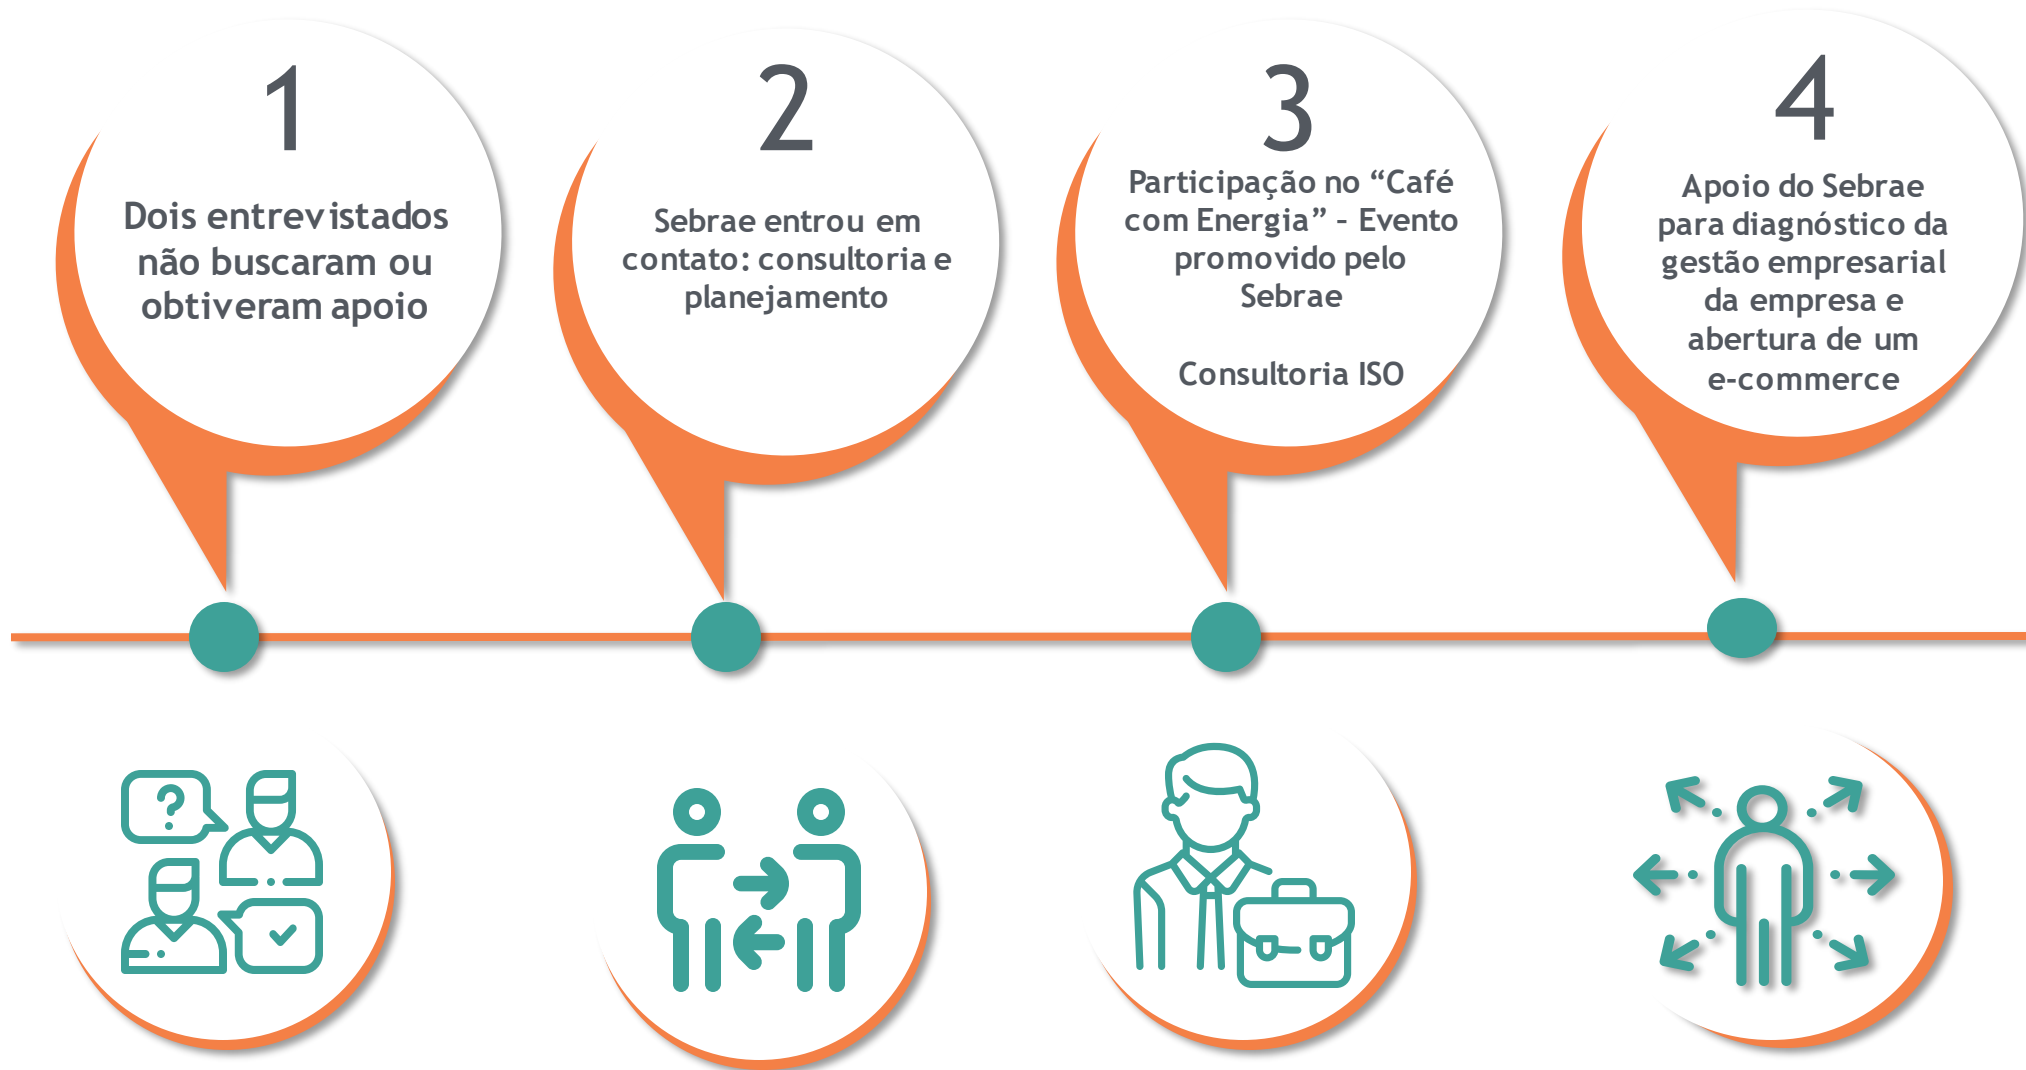 1
Dois entrevistados
não buscaram ou
obtiveram apoio
2
Sebrae entrou em
contato: consultoria e
planejamento
3
Participação no “Café
com Energia” – Evento
promovido pelo
Sebrae
Consultoria ISO
4
Apoio do Sebrae
para diagnóstico da
gestão empresarial
da empresa e
abertura de um
e-commerce
?